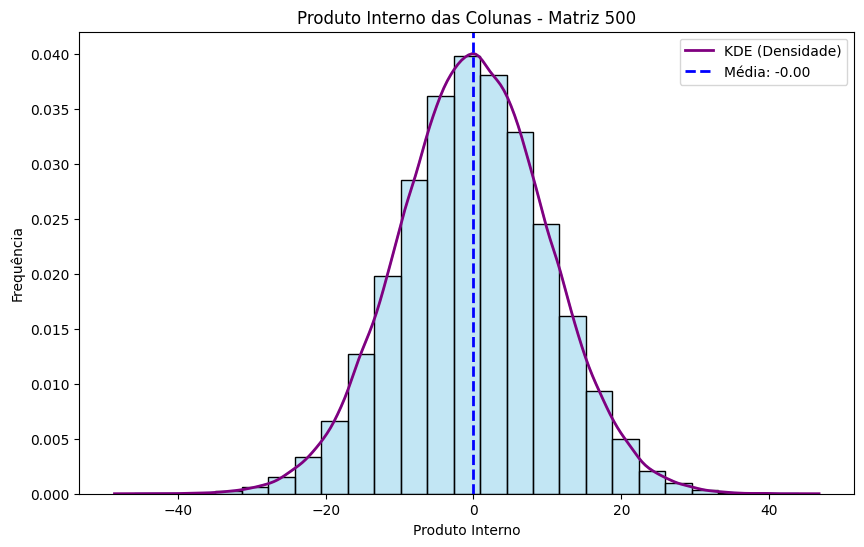 Produto Interno das Colunas - Matriz 500
KDE (Densidade)
Média: -0.00
Frequência
0.040
0.035
0.030
0.025
0.020
0.015
0.010
0.005
0.000
−40
−20
0
20
40
Produto Interno